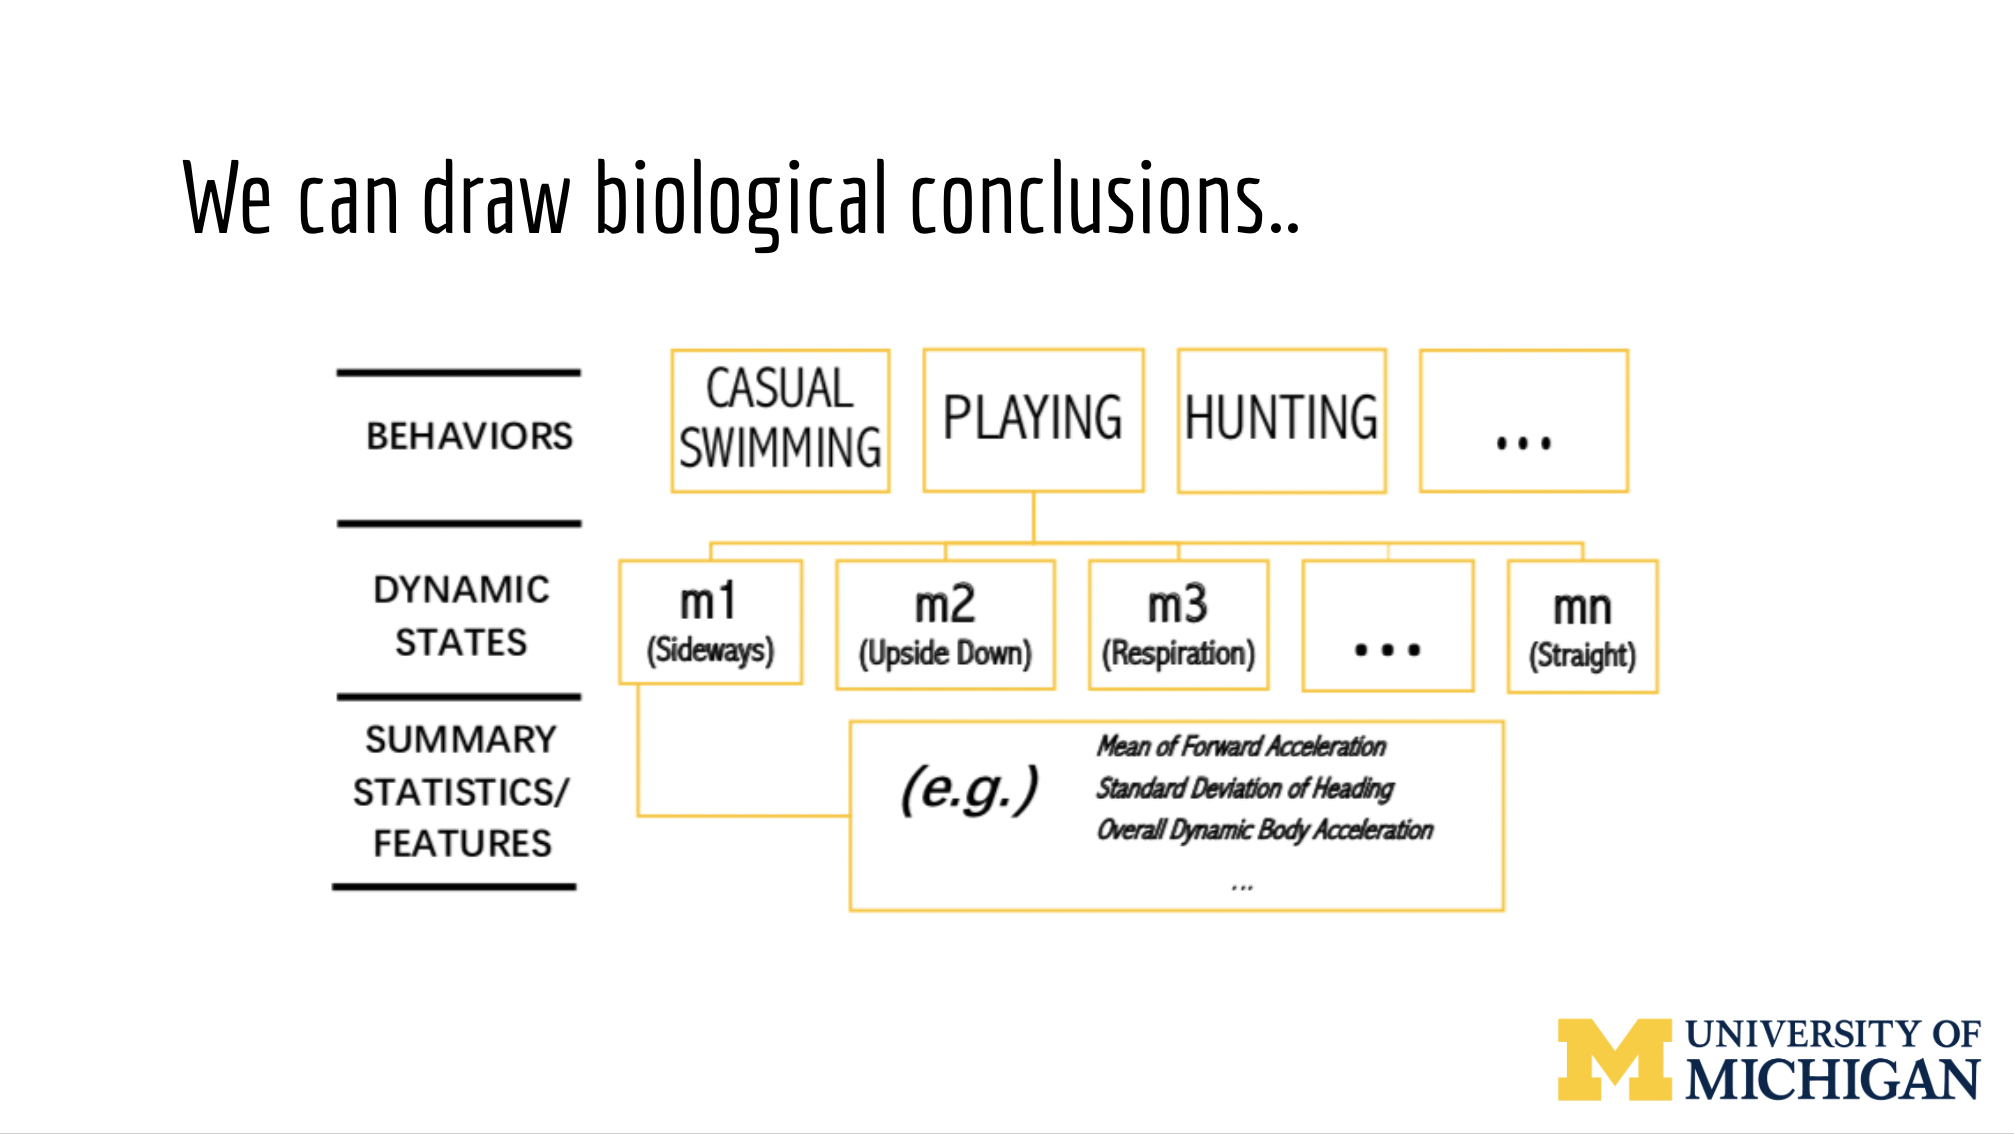 We can draw biological conclusions..
BEHAVIORS
CASUAL
SWIMMING
PLAYING
HUNTING
...
DYNAMIC
STATES
m1
(Sideways)
m2
(Upside Down)
m3
(Respiration)
...
mn
(Straight)
SUMMARY
STATISTICS/
FEATURES
(e.g.)
Mean of Forward Acceleration
Standard Deviation of Heading
Overall Dynamic Body Acceleration
...
M
UNIVERSITY OF
MICHIGAN